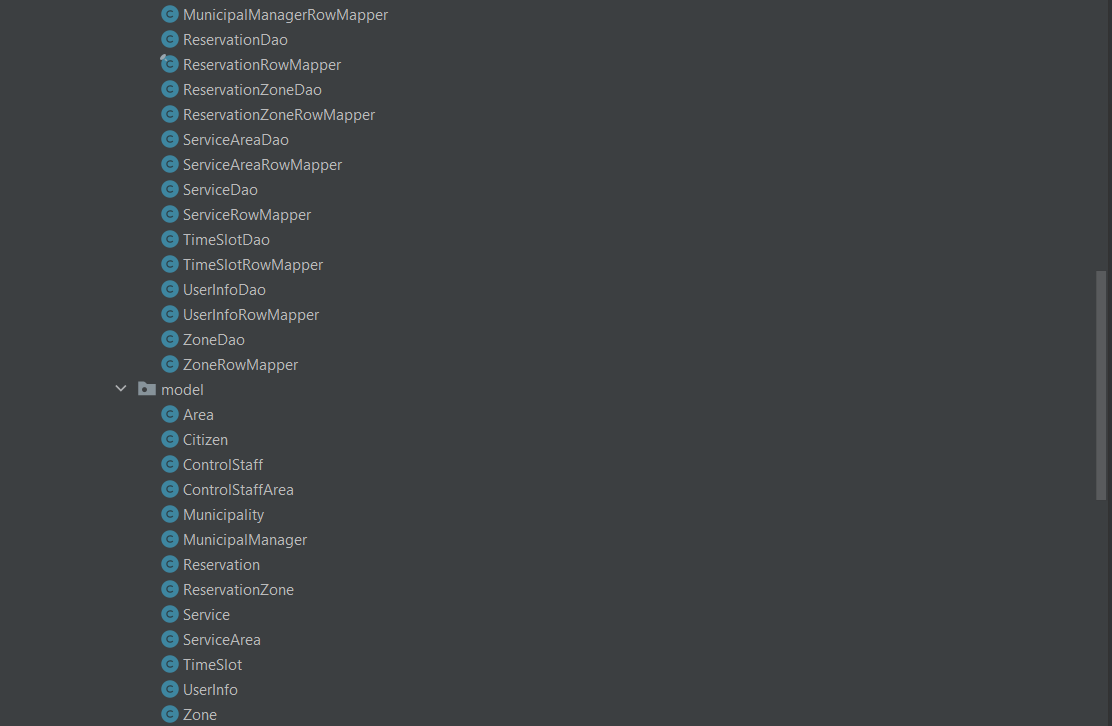 MunicipalManagerRowMapper
ReservationDao
ReservationRowMapper
ReservationZoneDao
ReservationZoneRowMapper
ServiceAreaDao
ServiceAreaRowMapper
ServiceDao
ServiceRowMapper
TimeSlotDao
TimeSlotRowMapper
UserInfoDao
UserInfoRowMapper
ZoneDao
ZoneRowMapper
model
Area
Citizen
ControlStaff
ControlStaffArea
Municipality
MunicipalManager
Reservation
ReservationZone
Service
ServiceArea
TimeSlot
UserInfo
Zone